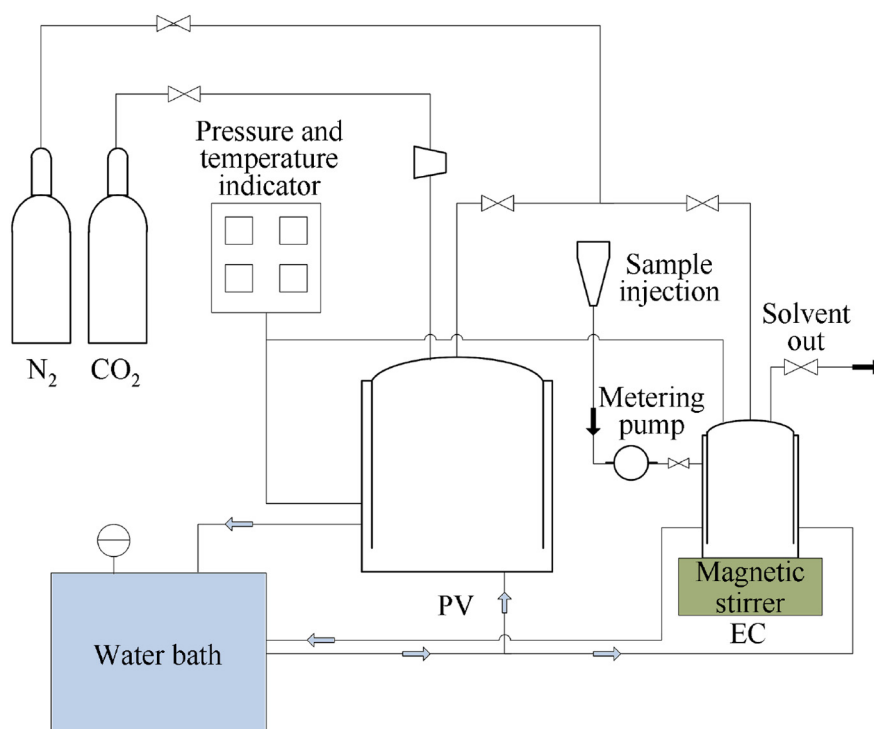 Pressure and
temperature
indicator
Sample
injection
Solvent
out
N₂
CO₂
Metering
pump
Magnetic
stirrer
PV
EC
Water bath